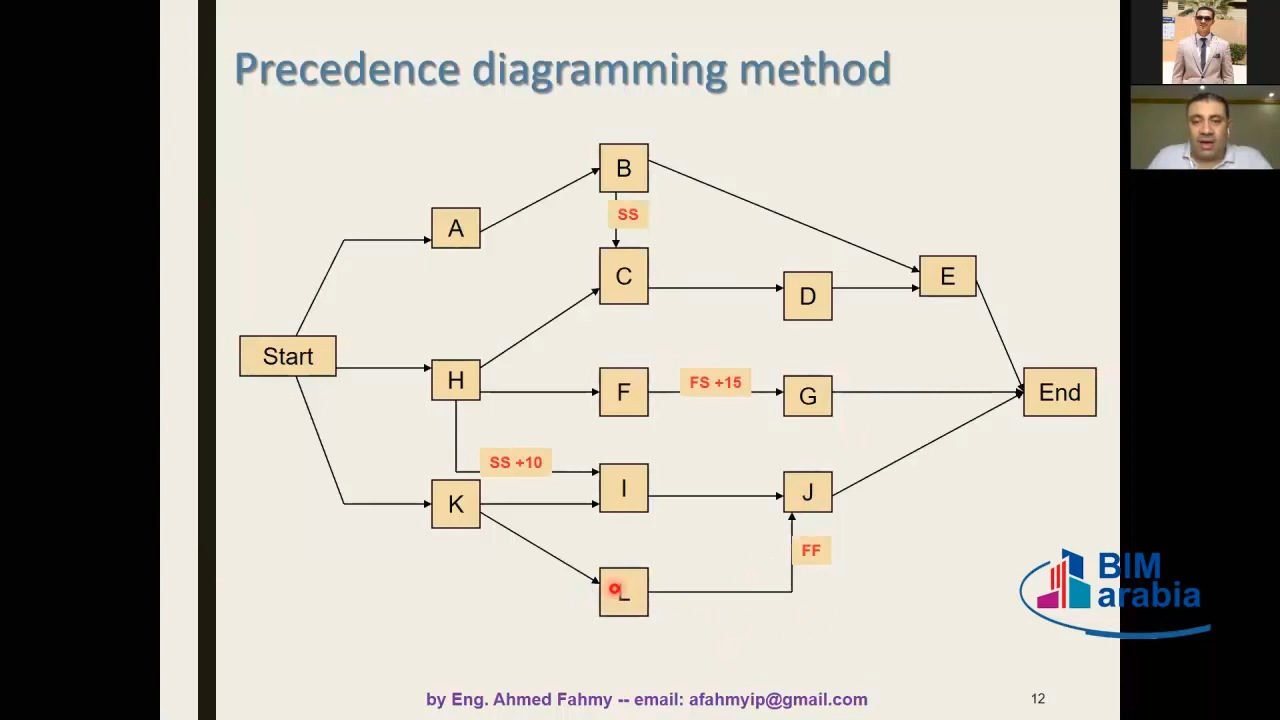 Precedence diagramming method
B
SS
A
C
E
D
Start
H
F
FS +15
G
End
SS +10
K
I
J
FF
L
BIM
arabia
by Eng. Ahmed Fahmy -- email: afahmyip@gmail.com
12